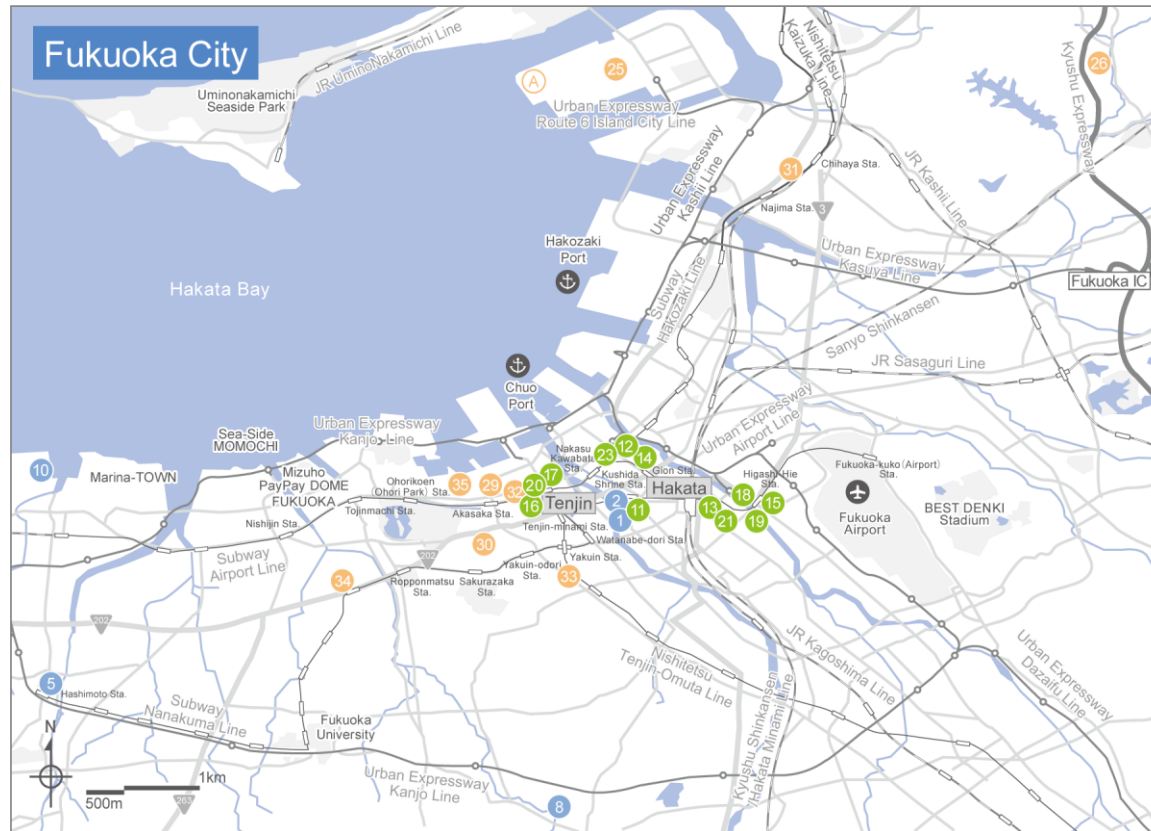 Fukuoka City
JR UminoNakamichi Line
Uminonakamichi
Seaside Park
A
25
Urban Expressway
Route 6 Island City Line
Nishitetsu
Kaizuka Line
26
Kyushu Expressway
31
Chihaya Sta.
JR Kashii Line
Urban Expressway
Kashii Line
Najima Sta.
3
Hakozaki
Port
Urban Expressway
Kasuya Line
Fukuoka IC
Hakata Bay
Subway
Hakozaki Line
Sanyo Shinkansen
JR Sasaguri Line
Chuo
Port
Urban Expressway
Kanjo Line
Urban Expressway
Airport Line
Sea-Side
MOMOCHI
10
Marina-TOWN
Mizuho
PayPay DOME
FUKUOKA
Nakasu
Kawabata
Sta.
23
12
14
Kushida
Shrine Sta.
Gion Sta.
Higashi-Hie
Sta.
Fukuoka-kuko(Airport) Sta.
Ohorikoen
(Ohori Park) Sta.
35
29
32
20
17
16
Tenjin
Hakata
2
1
11
13
18
15
21
19
Fukuoka
Airport
BEST DENKI
Stadium
Nishijin Sta.
Tojinmachi Sta.
Akasaka Sta.
Tenjin-minami Sta.
Watanabe-dori Sta.
Subway
Airport Line
30
202
Yakuin Sta.
Yakuin-odori
Sta.
34
Ropponmatsu
Sta.
Sakurazaka
Sta.
33
202
Nishitetsu
Tenjin-Omuta Line
JR Kagoshima Line
Urban Expressway
Dazaifu Line
5
Hashimoto Sta.
Subway
Nanakuma Line
Fukuoka
University
Kyushu Shinkansen
/Hakata Minami Line
N
1km
500m
263
Urban Expressway
Kanjo Line
8